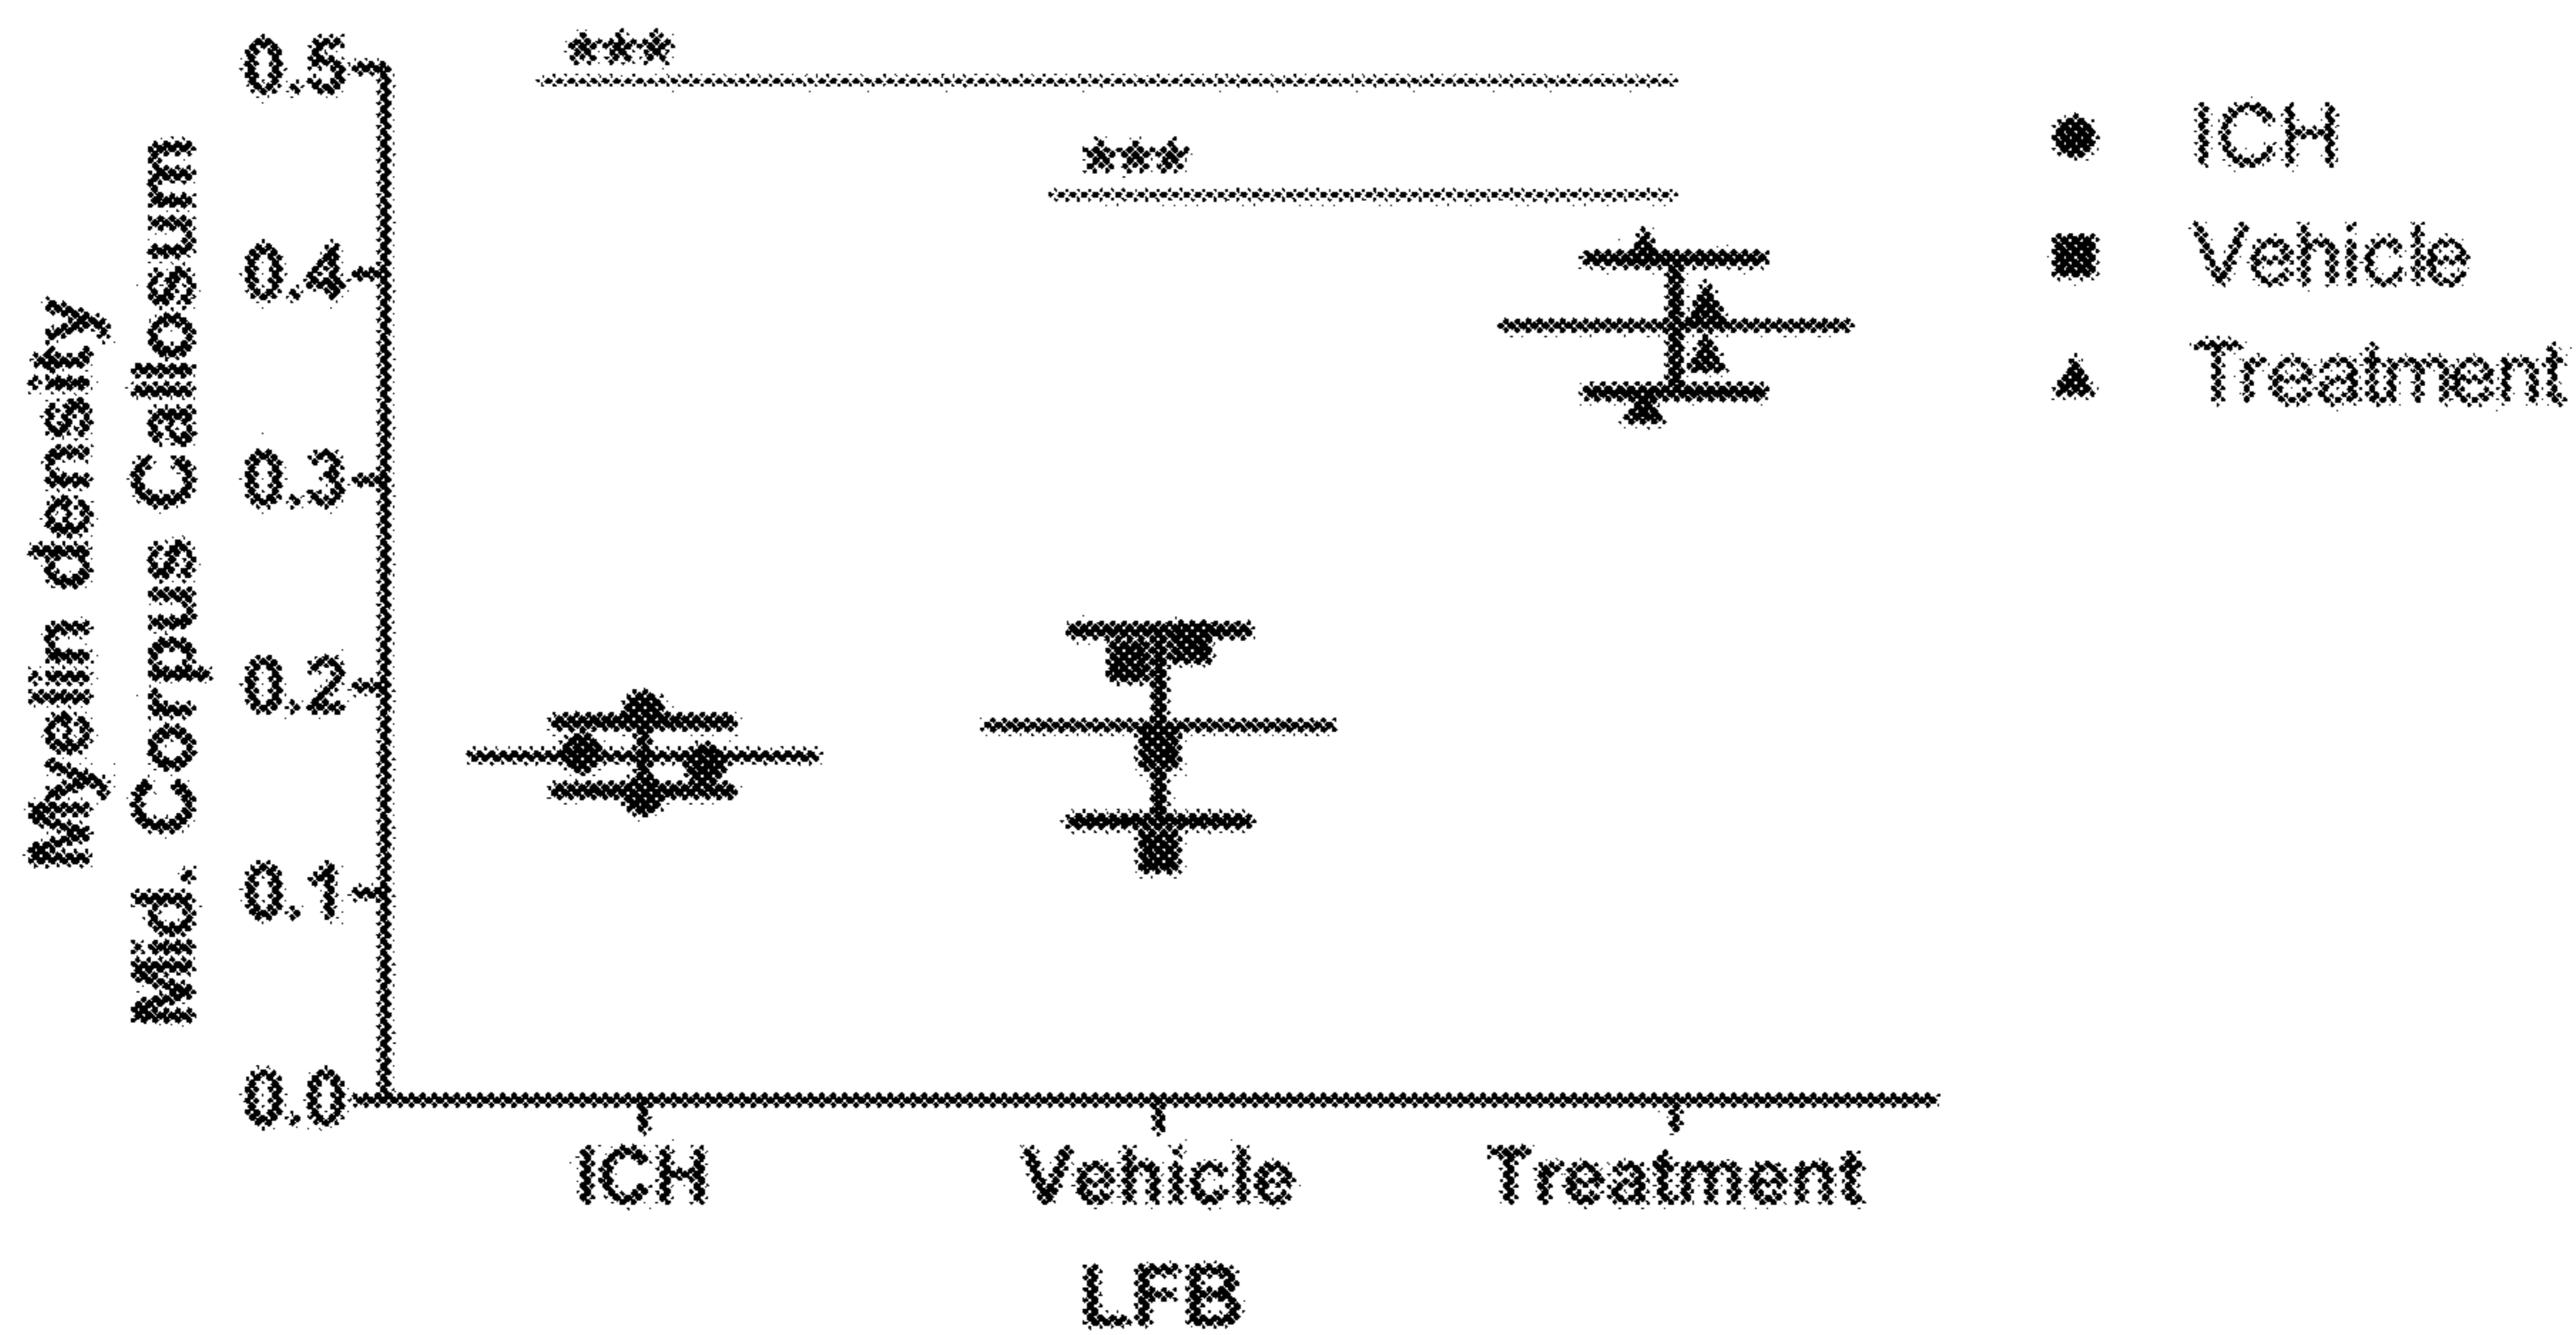 Myelin density
Mid. Corpus Callosum
0.5
0.4
0.3
0.2
0.1
0.0
***
***
ICH
Vehicle
Treatment
ICH
Vehicle
Treatment
LFB